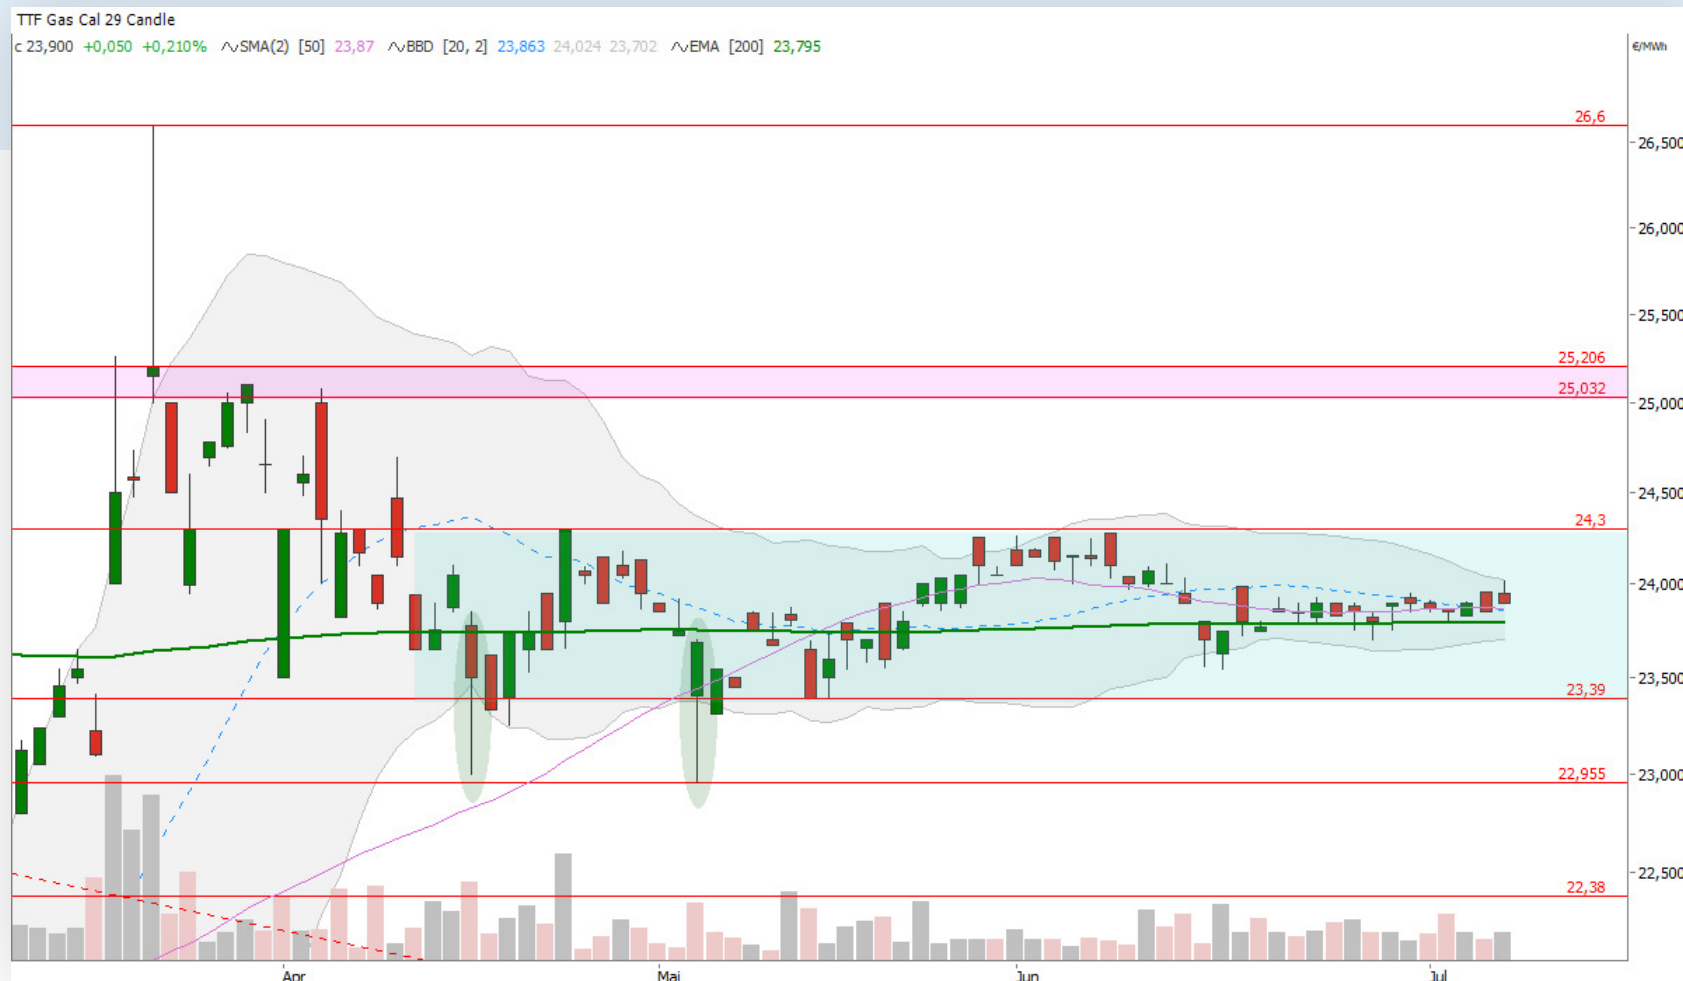 TTF Gas Cal 29 Candle
c 23,900 +0,050 +0,210% SMA(2) [50] 23,87 BBD [20, 2] 23,863 24,024 23,702 EMA [200] 23,795
€/MWh
26,6
26,500
26,000
25,500
25,206
25,032
25,000
24,500
24,3
24,000
23,500
23,39
23,000
22,955
22,500
22,38
Apr
Mai
Jun
Jul